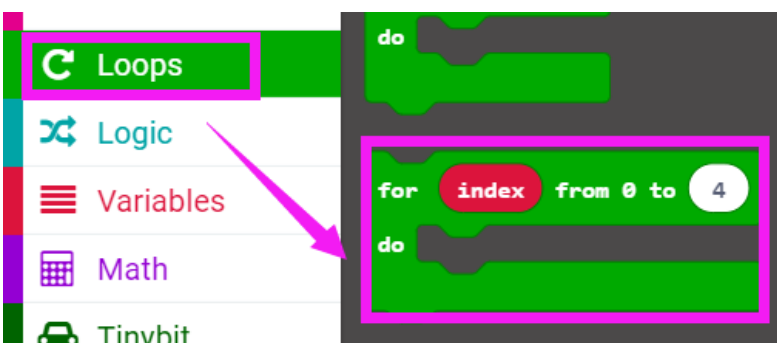 Loops
Logic
Variables
Math
Tinybit
do
for index from 0 to 4
do